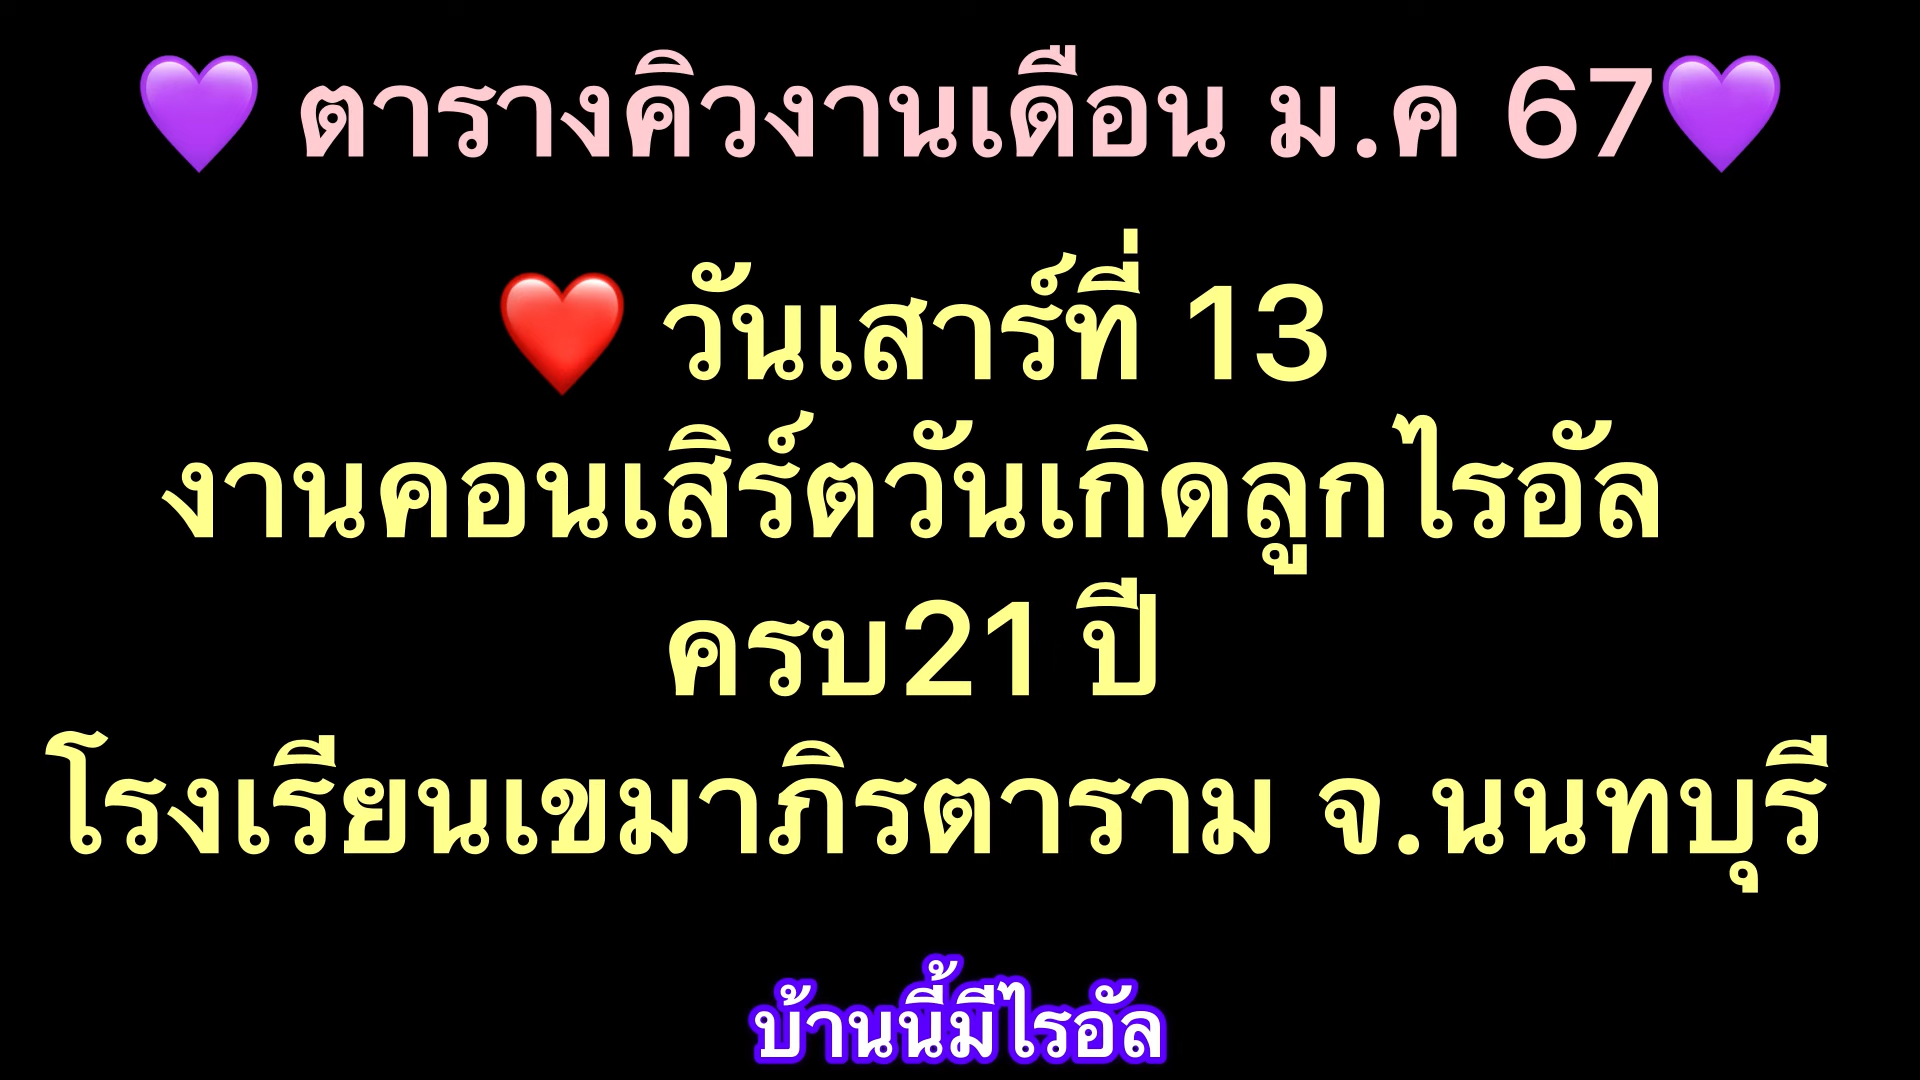 💜 ตารางคิวงานเดือน ม.ค 67💜
❤️ วันเสาร์ที่ 13
งานคอนเสิร์ตวันเกิดลูกไรอัล
ครบ21 ปี
โรงเรียนเขมาภิรตาราม จ.นนทบุรี
บ้านนี้มีไรอัล